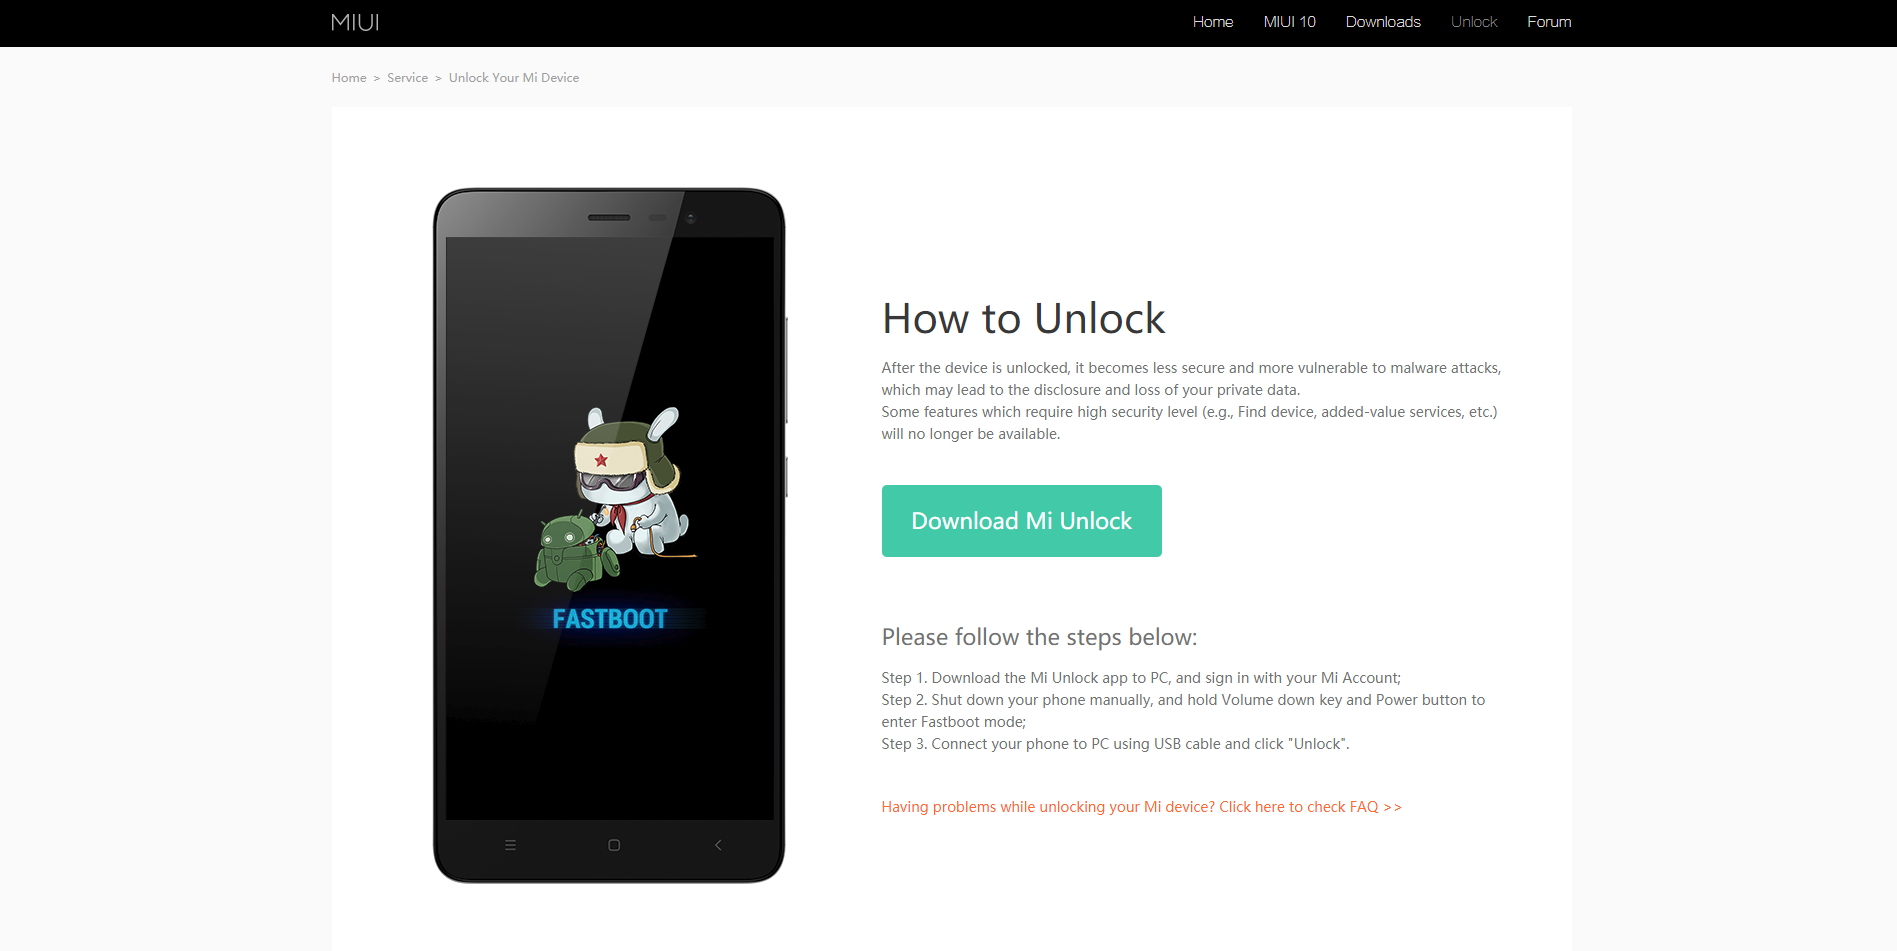 MIUI
Home MIUI 10 Downloads Unlock Forum
Home > Service > Unlock Your Mi Device
FASTBOOT
How to Unlock
After the device is unlocked, it becomes less secure and more vulnerable to malware attacks,
which may lead to the disclosure and loss of your private data.
Some features which require high security level (e.g., Find device, added-value services, etc.)
will no longer be available.
Download Mi Unlock
Please follow the steps below:
Step 1. Download the Mi Unlock app to PC, and sign in with your Mi Account;
Step 2. Shut down your phone manually, and hold Volume down key and Power button to
enter Fastboot mode;
Step 3. Connect your phone to PC using USB cable and click "Unlock".
Having problems while unlocking your Mi device? Click here to check FAQ >>